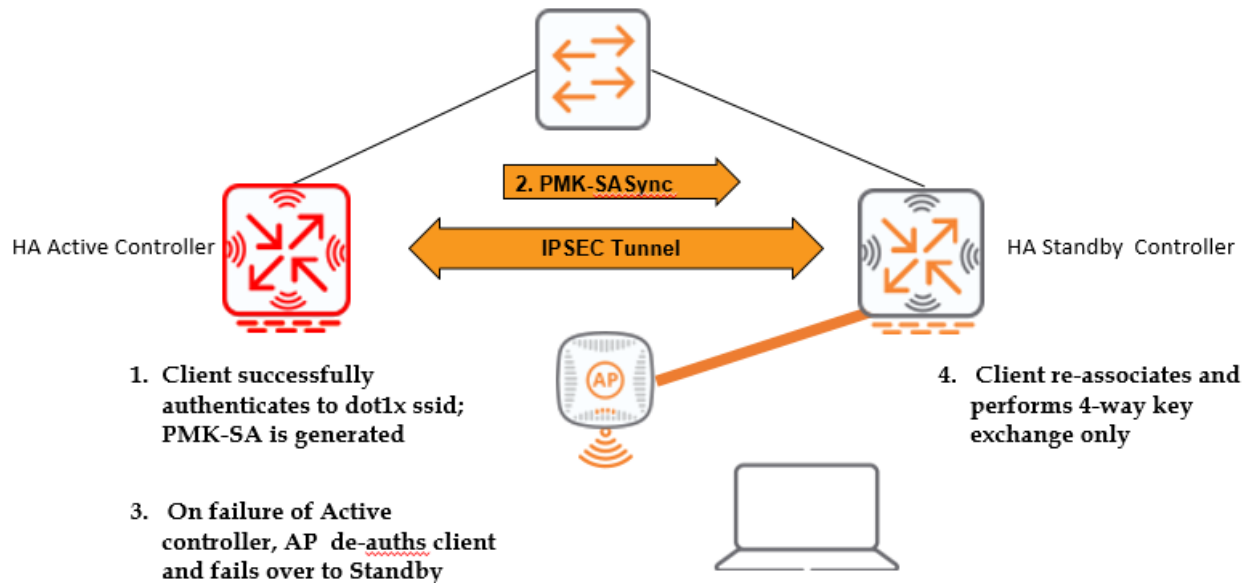 2. PMK-SASync
HA Active Controller
IPSEC Tunnel
HA Standby Controller
1. Client successfully
authenticates to dot1x ssid;
PMK-SA is generated
AP
4. Client re-associates and
performs 4-way key
exchange only
3. On failure of Active
controller, AP de-auths client
and fails over to Standby